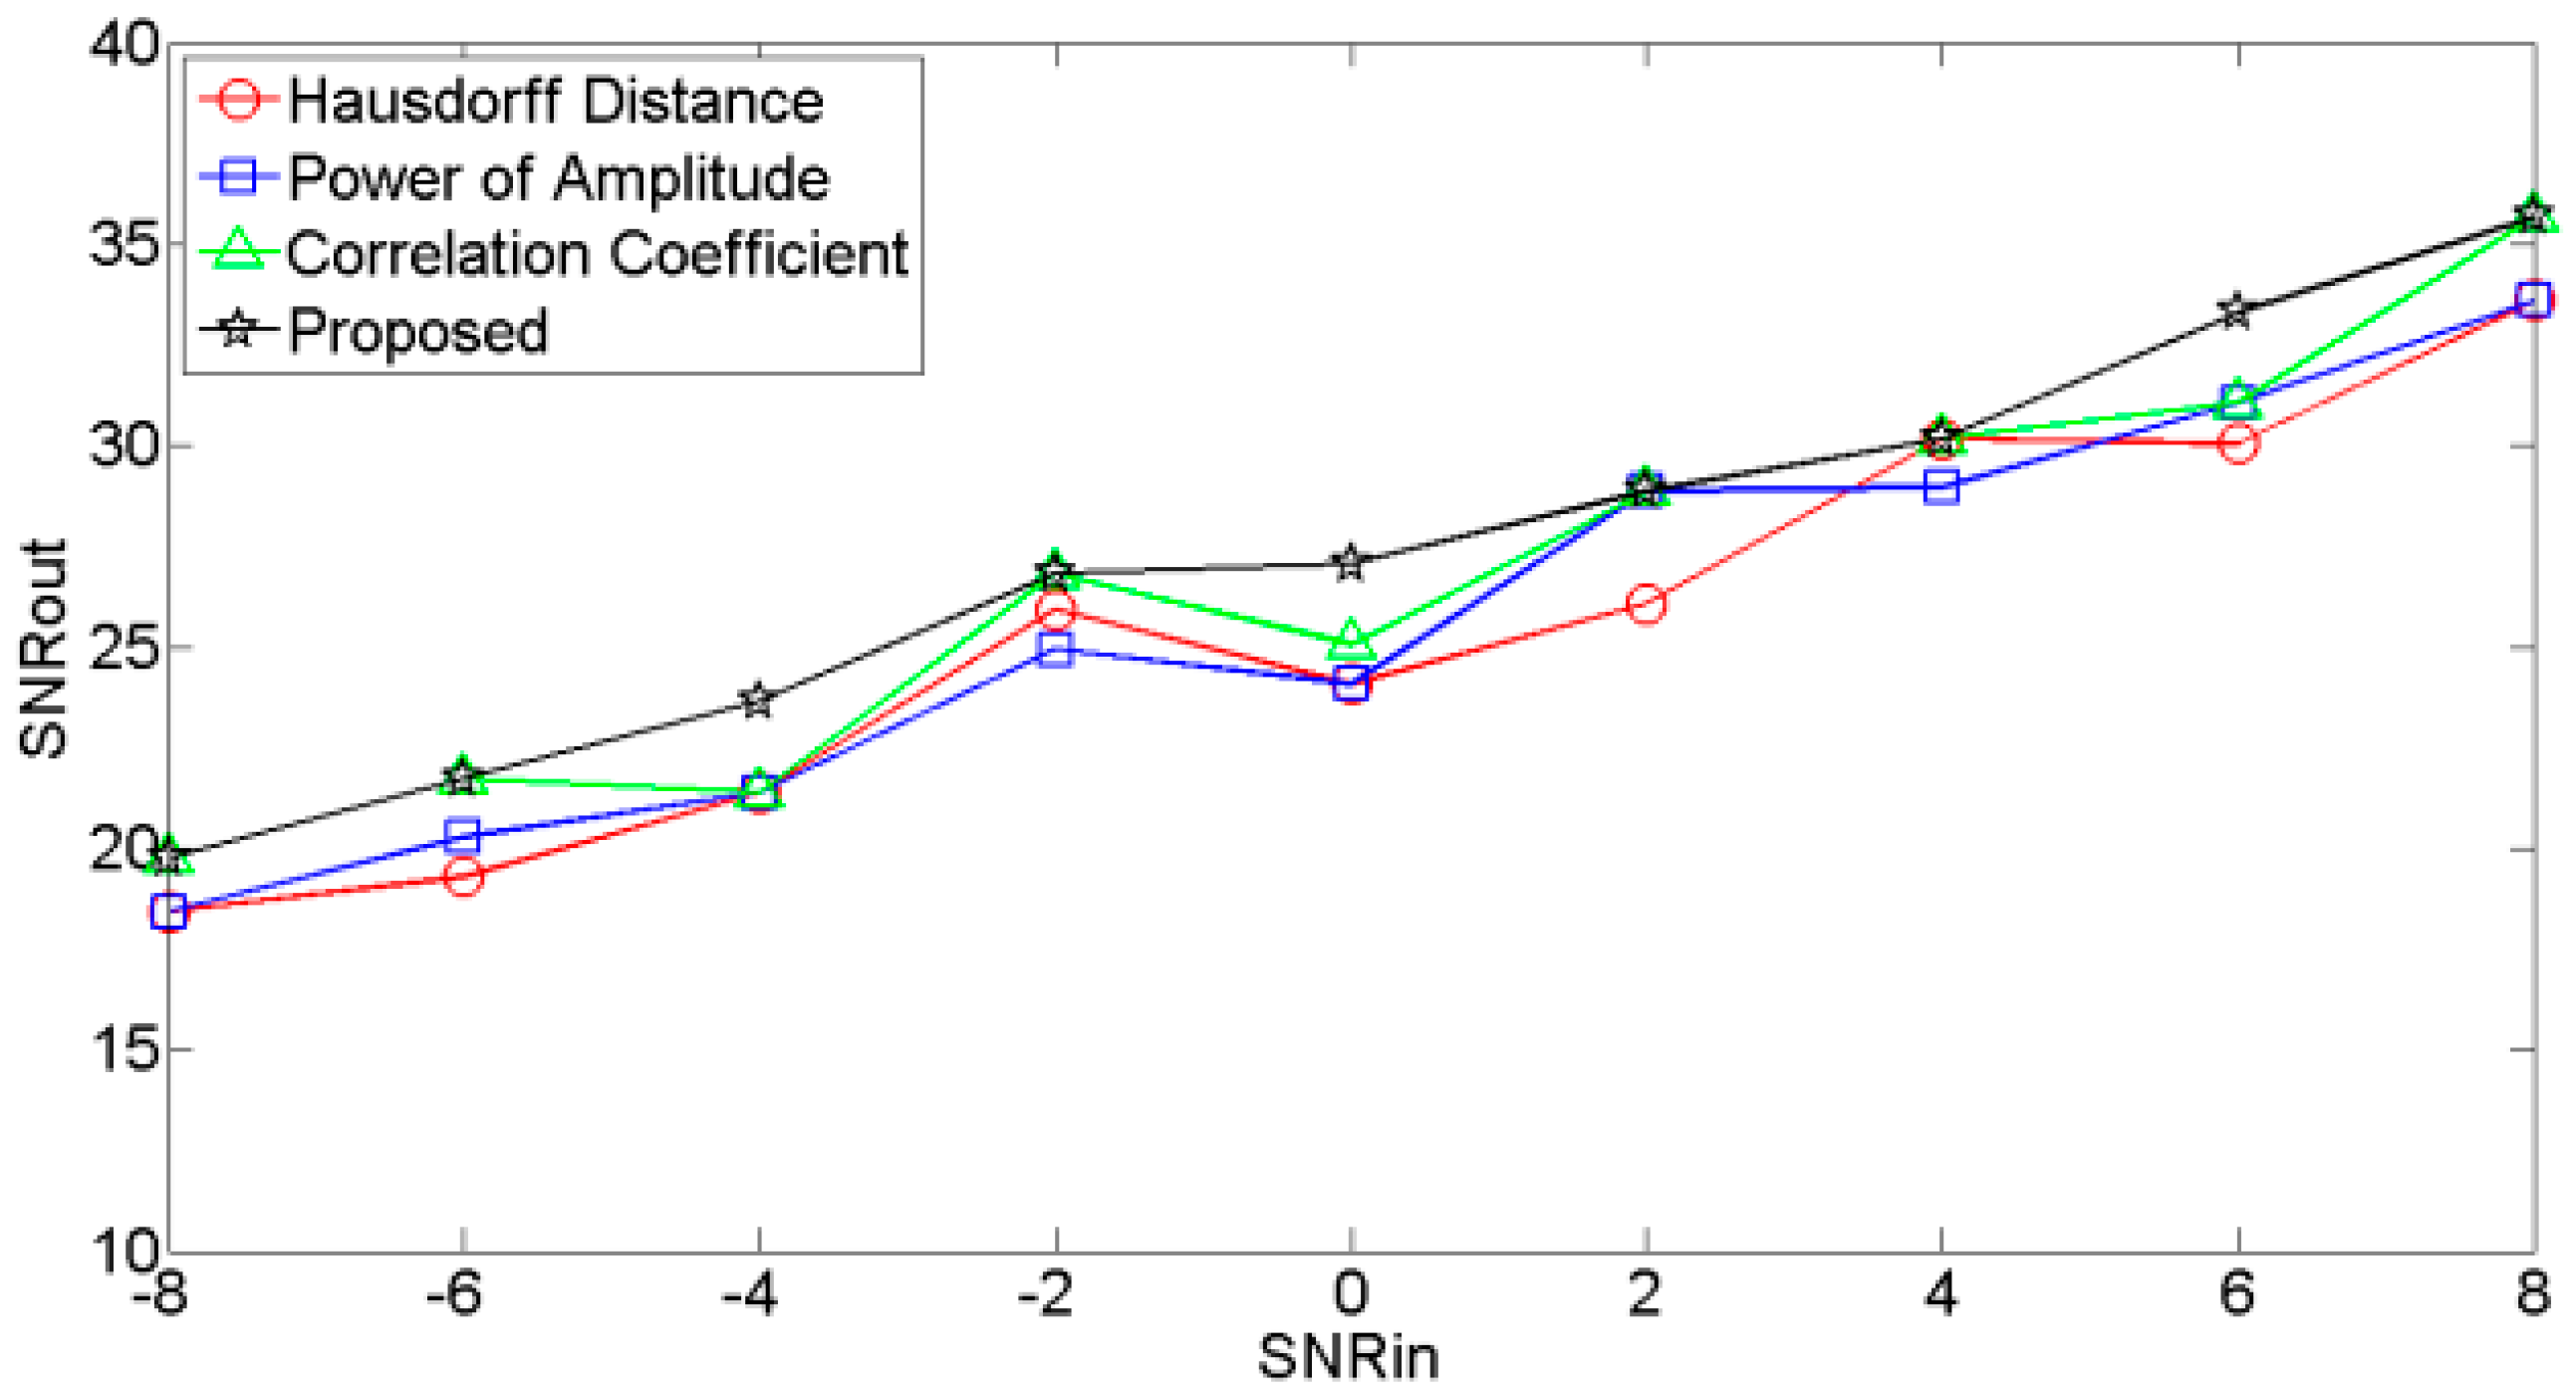 40
35
30
25
20
15
10
SNRout
Hausdorff Distance
Power of Amplitude
Correlation Coefficient
Proposed
-8 -6 -4 -2 0 2 4 6 8
SNRin